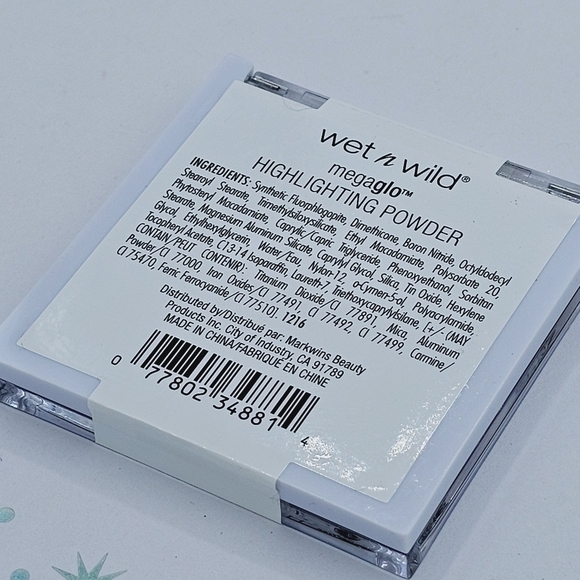 wet n wild®
megaglo™
HIGHLIGHTING POWDER
INGREDIENTS: Synthetic Fluorphlogopite, Dimethicone, Boron Nitride, Octyldodecyl
Stearoyl Stearate, Trimethylsiloxysilicate, Ethyl Macadamiate, Polysorbate 20,
Phytosteryl Macadamiate, Caprylic/Capric Triglyceride, Phenoxyethanol, Sorbitan
Stearate, Magnesium Aluminum Silicate, Caprylyl Glycol, Silica, Tin Oxide, Hexylene
Glycol, Ethylhexylglycerin, Water/Eau, Nylon-12, o-Cymen-5-ol, Polyacrylamide,
Tocopheryl Acetate, C13-14 Isoparaffin, Laureth-7, Triethoxycaprylylsilane, [+/- (MAY
CONTAIN/PEUT CONTENIR): Titanium Dioxide/CI 77891, Mica, Aluminum
Powder/CI 77000, Iron Oxides/CI 77491, CI 77492, CI 77499, Carmine/
CI 75470, Ferric Ferrocyanide/CI 77510]. 1216
Distributed by/Distribué par: Markwins Beauty
Products Inc. City of Industry, CA 91789
MADE IN CHINA/FABRIQUÉ EN CHINE
0 77802 34881 4